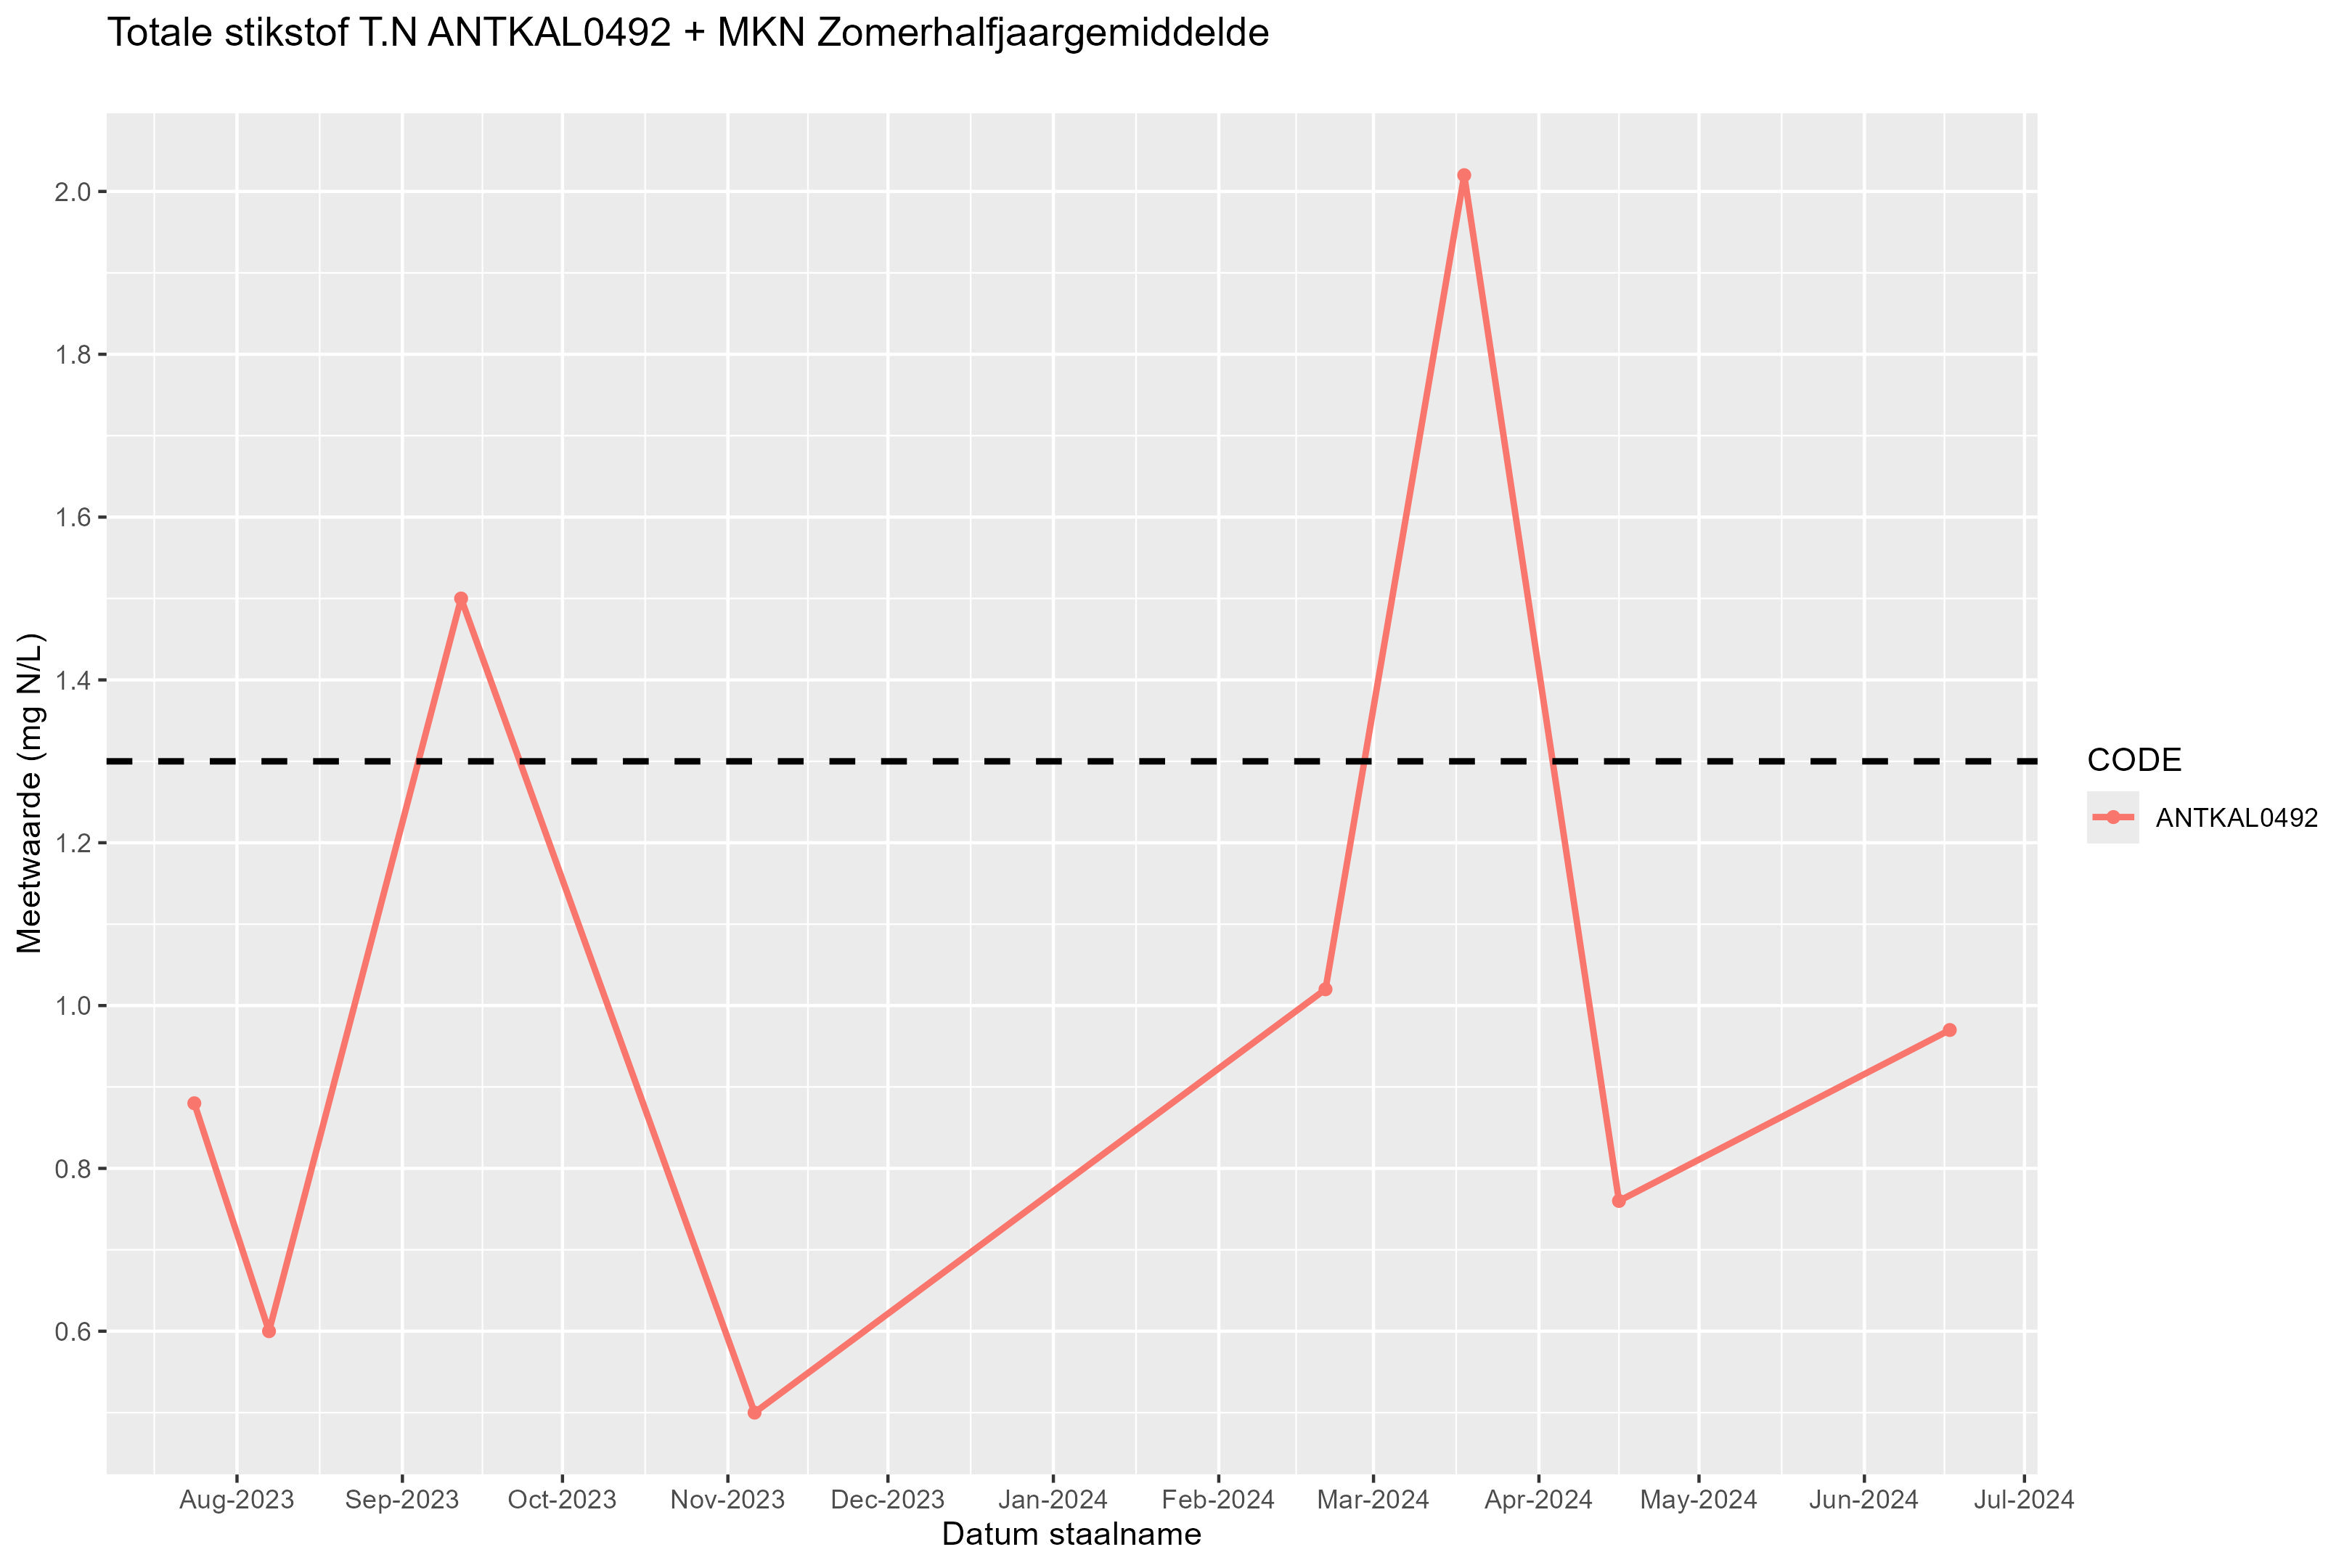 Totale stikstof T.N ANTKAL0492 + MKN Zomerhalfjaargemiddelde
Meetwaarde (mg N/L)
2.0
1.8
1.6
1.4
1.2
1.0
0.8
0.6
Aug-2023 Sep-2023 Oct-2023 Nov-2023 Dec-2023 Jan-2024 Feb-2024 Mar-2024 Apr-2024 May-2024 Jun-2024 Jul-2024
Datum staalname
CODE
ANTKAL0492